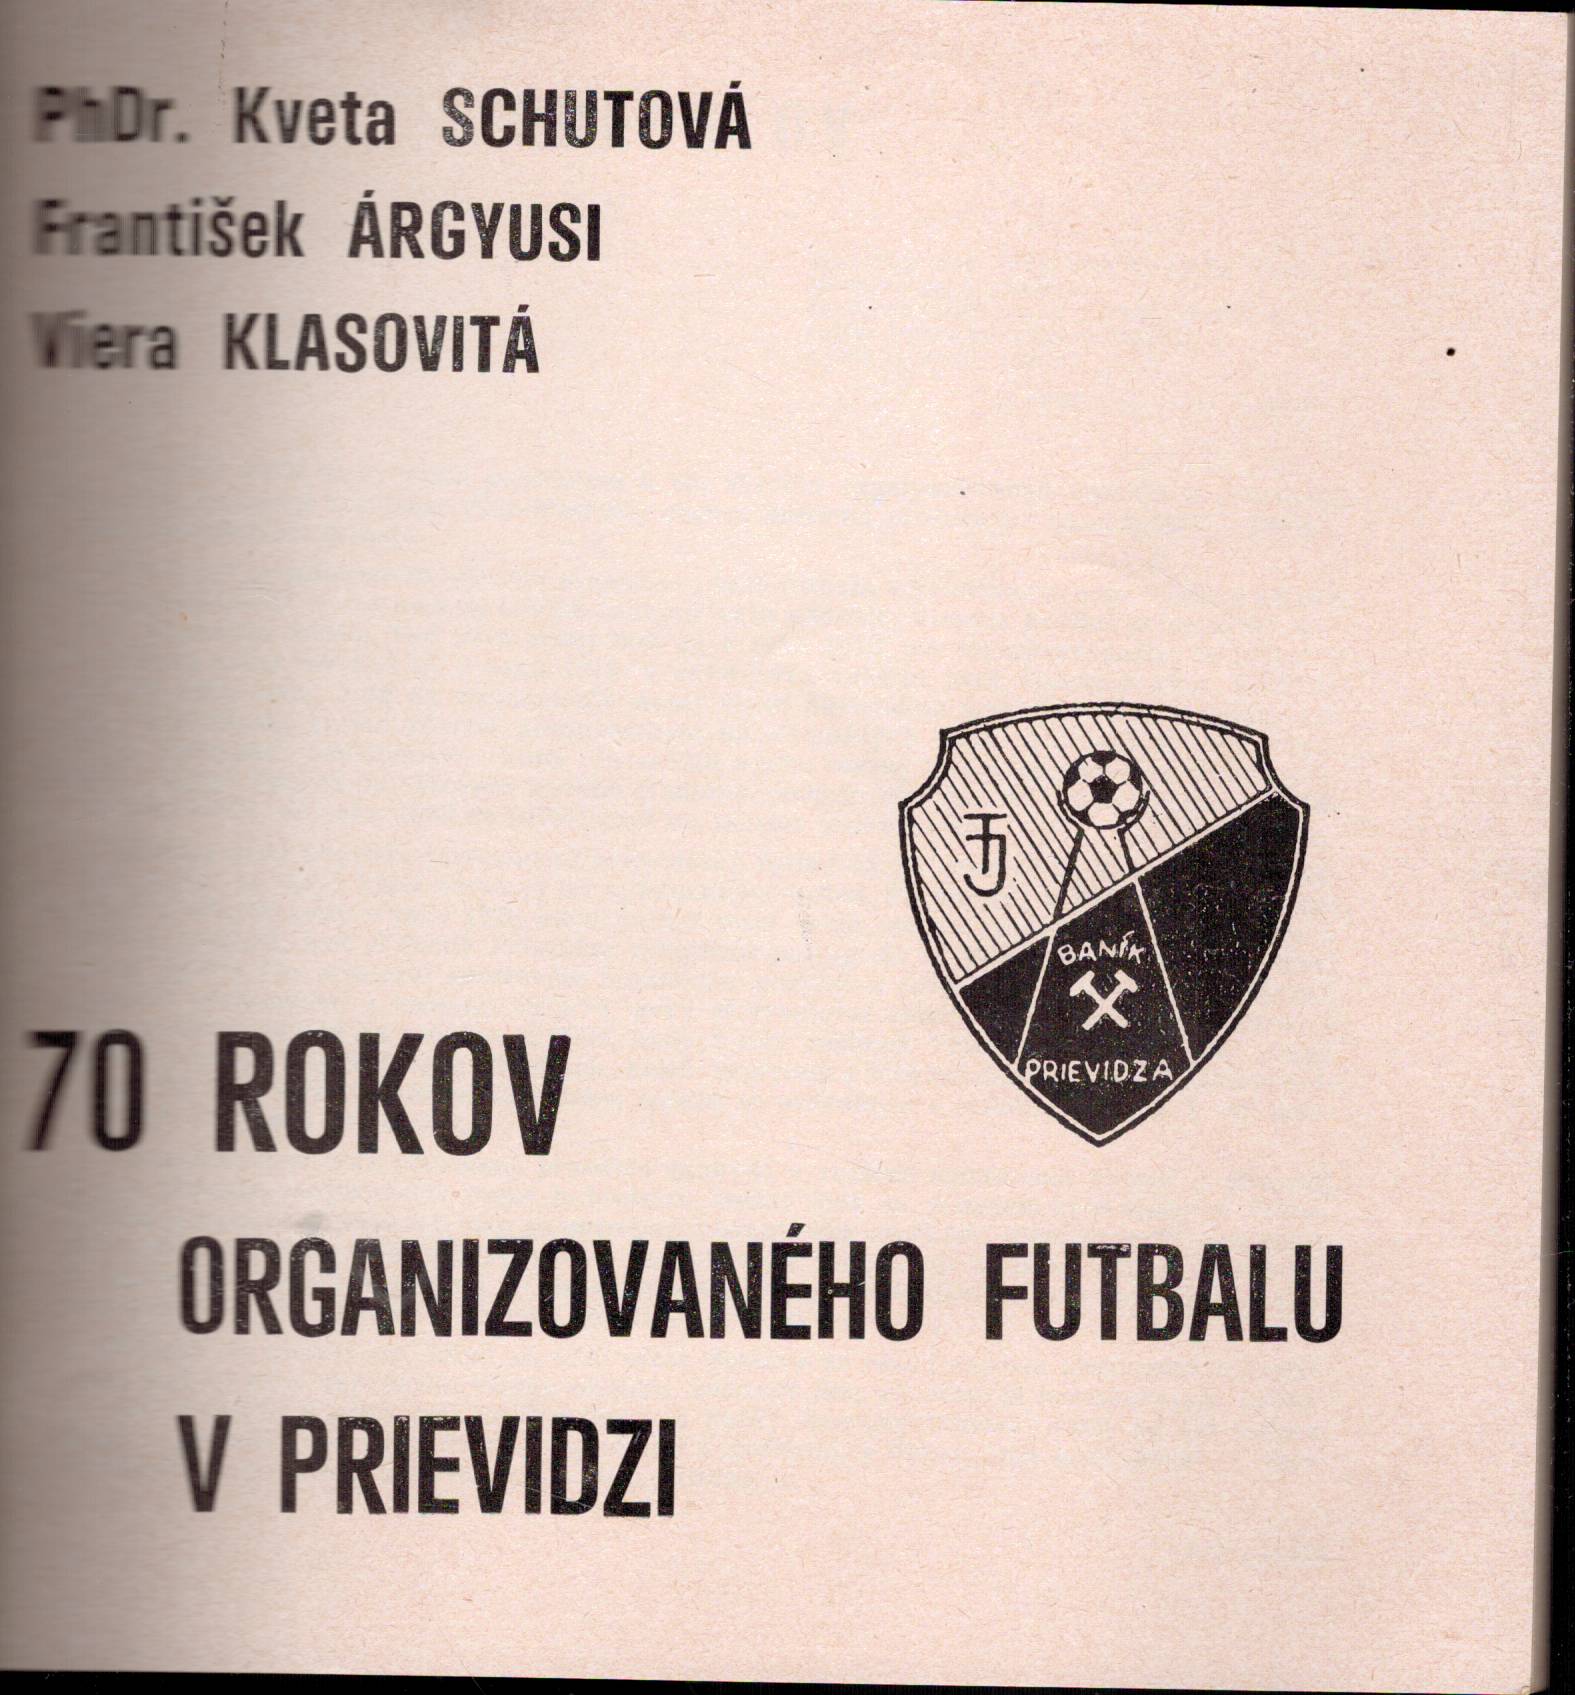 PhDr. Kveta SCHUTOVÁ
František ÁRGYUSI
Viera KLASOVITÁ
TJ
BANÍK
PRIEVIDZA
70 ROKOV
ORGANIZOVANÉHO FUTBALU
V PRIEVIDZI